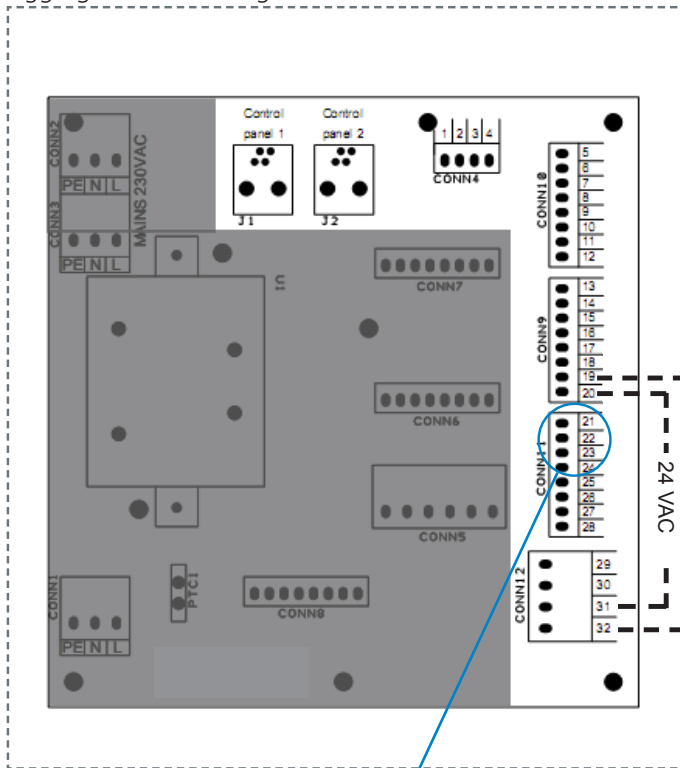 CONN2
PE N L
CONN3
PE N L
MAINS 230VAC
Control
panel 1
J1
Control
panel 2
J2
1 2 3 4
CONN4
CONN10
5
6
7
8
9
10
11
12
U1
CONN7
CONN9
13
14
15
16
17
18
19
20
CONN6
CONN11
21
22
23
24
25
26
27
28
24 VAC
CONN5
CONN12
29
30
31
32
CONN1
PE N L
PTC1
CONN8